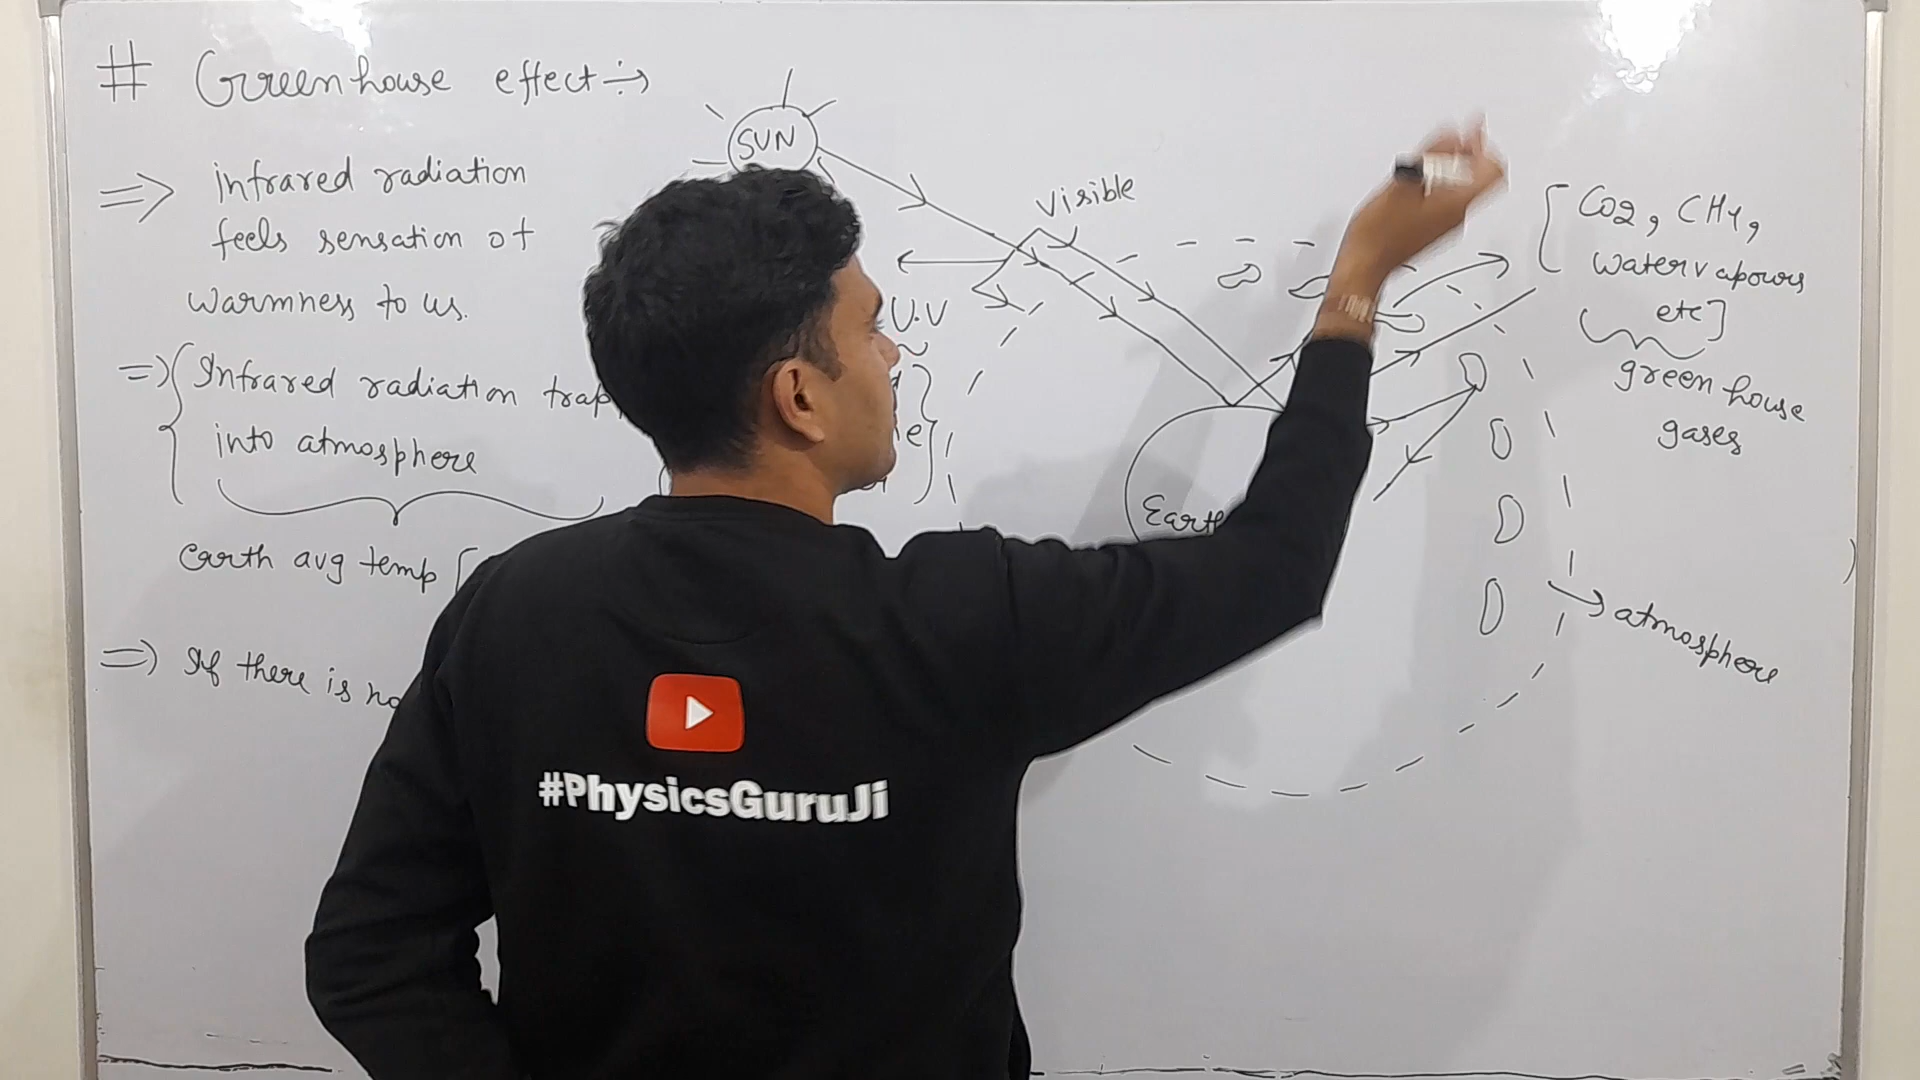 # Greenhouse effect ÷→
⇒ infrared radiation
feels sensation of
warmness to us.
⇒ { Infrared radiation
into atmosphere
earth avg temp [
⇒ If there is no
SUN
visible
U.V
Earth
[ CO2, CH4,
water vapours
etc ]
green house
gases
→ atmosphere
#PhysicsGuruJi